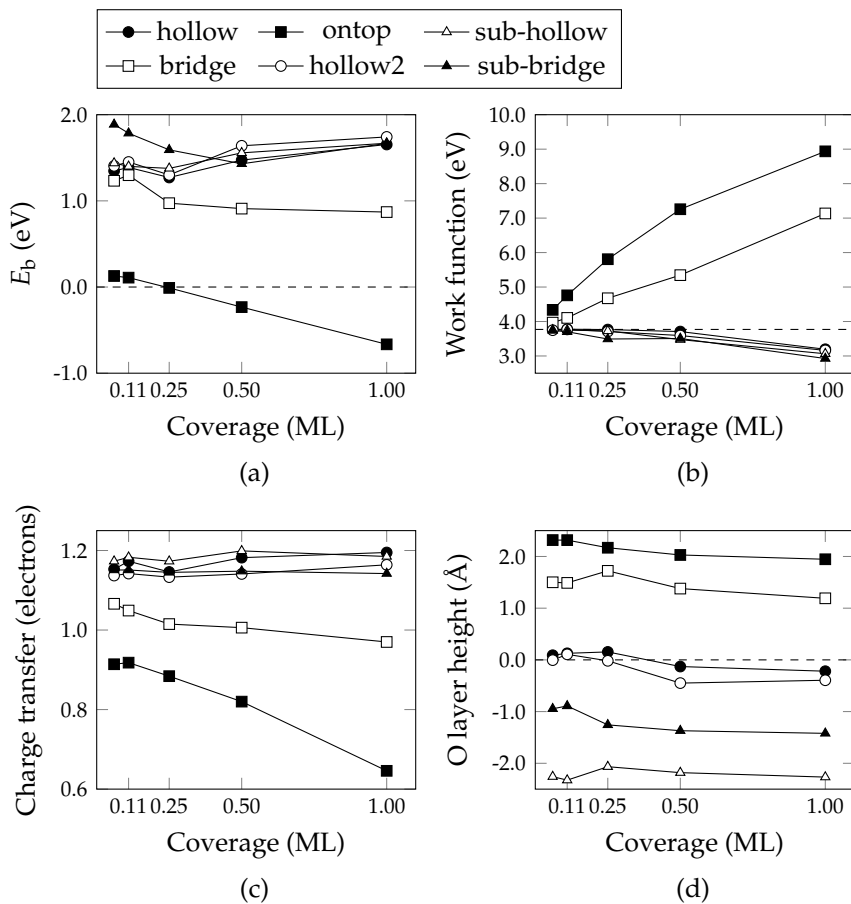 hollow ontop sub-hollow
bridge hollow2 sub-bridge
2.0
1.0
0.0
-1.0
E_b (eV)
0.11 0.25 0.50 1.00
Coverage (ML)
(a)
10.0
9.0
8.0
7.0
6.0
5.0
4.0
3.0
Work function (eV)
0.11 0.25 0.50 1.00
Coverage (ML)
(b)
1.2
1.0
0.8
0.6
Charge transfer (electrons)
0.11 0.25 0.50 1.00
Coverage (ML)
(c)
2.0
1.0
0.0
-1.0
-2.0
O layer height (Å)
0.11 0.25 0.50 1.00
Coverage (ML)
(d)